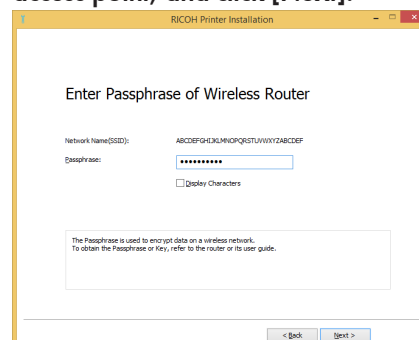 access point, and click [Next].
RICOH Printer Installation
Enter Passphrase of Wireless Router
Network Name(SSID): ABCDEFGHIJKLMNOPQRSTUVWXYZABCDEF
Passphrase: ••••••••••
Display Characters
The Passphrase is used to encrypt data on a wireless network.
To obtain the Passphrase or Key, refer to the router or its user guide.
< Back Next >